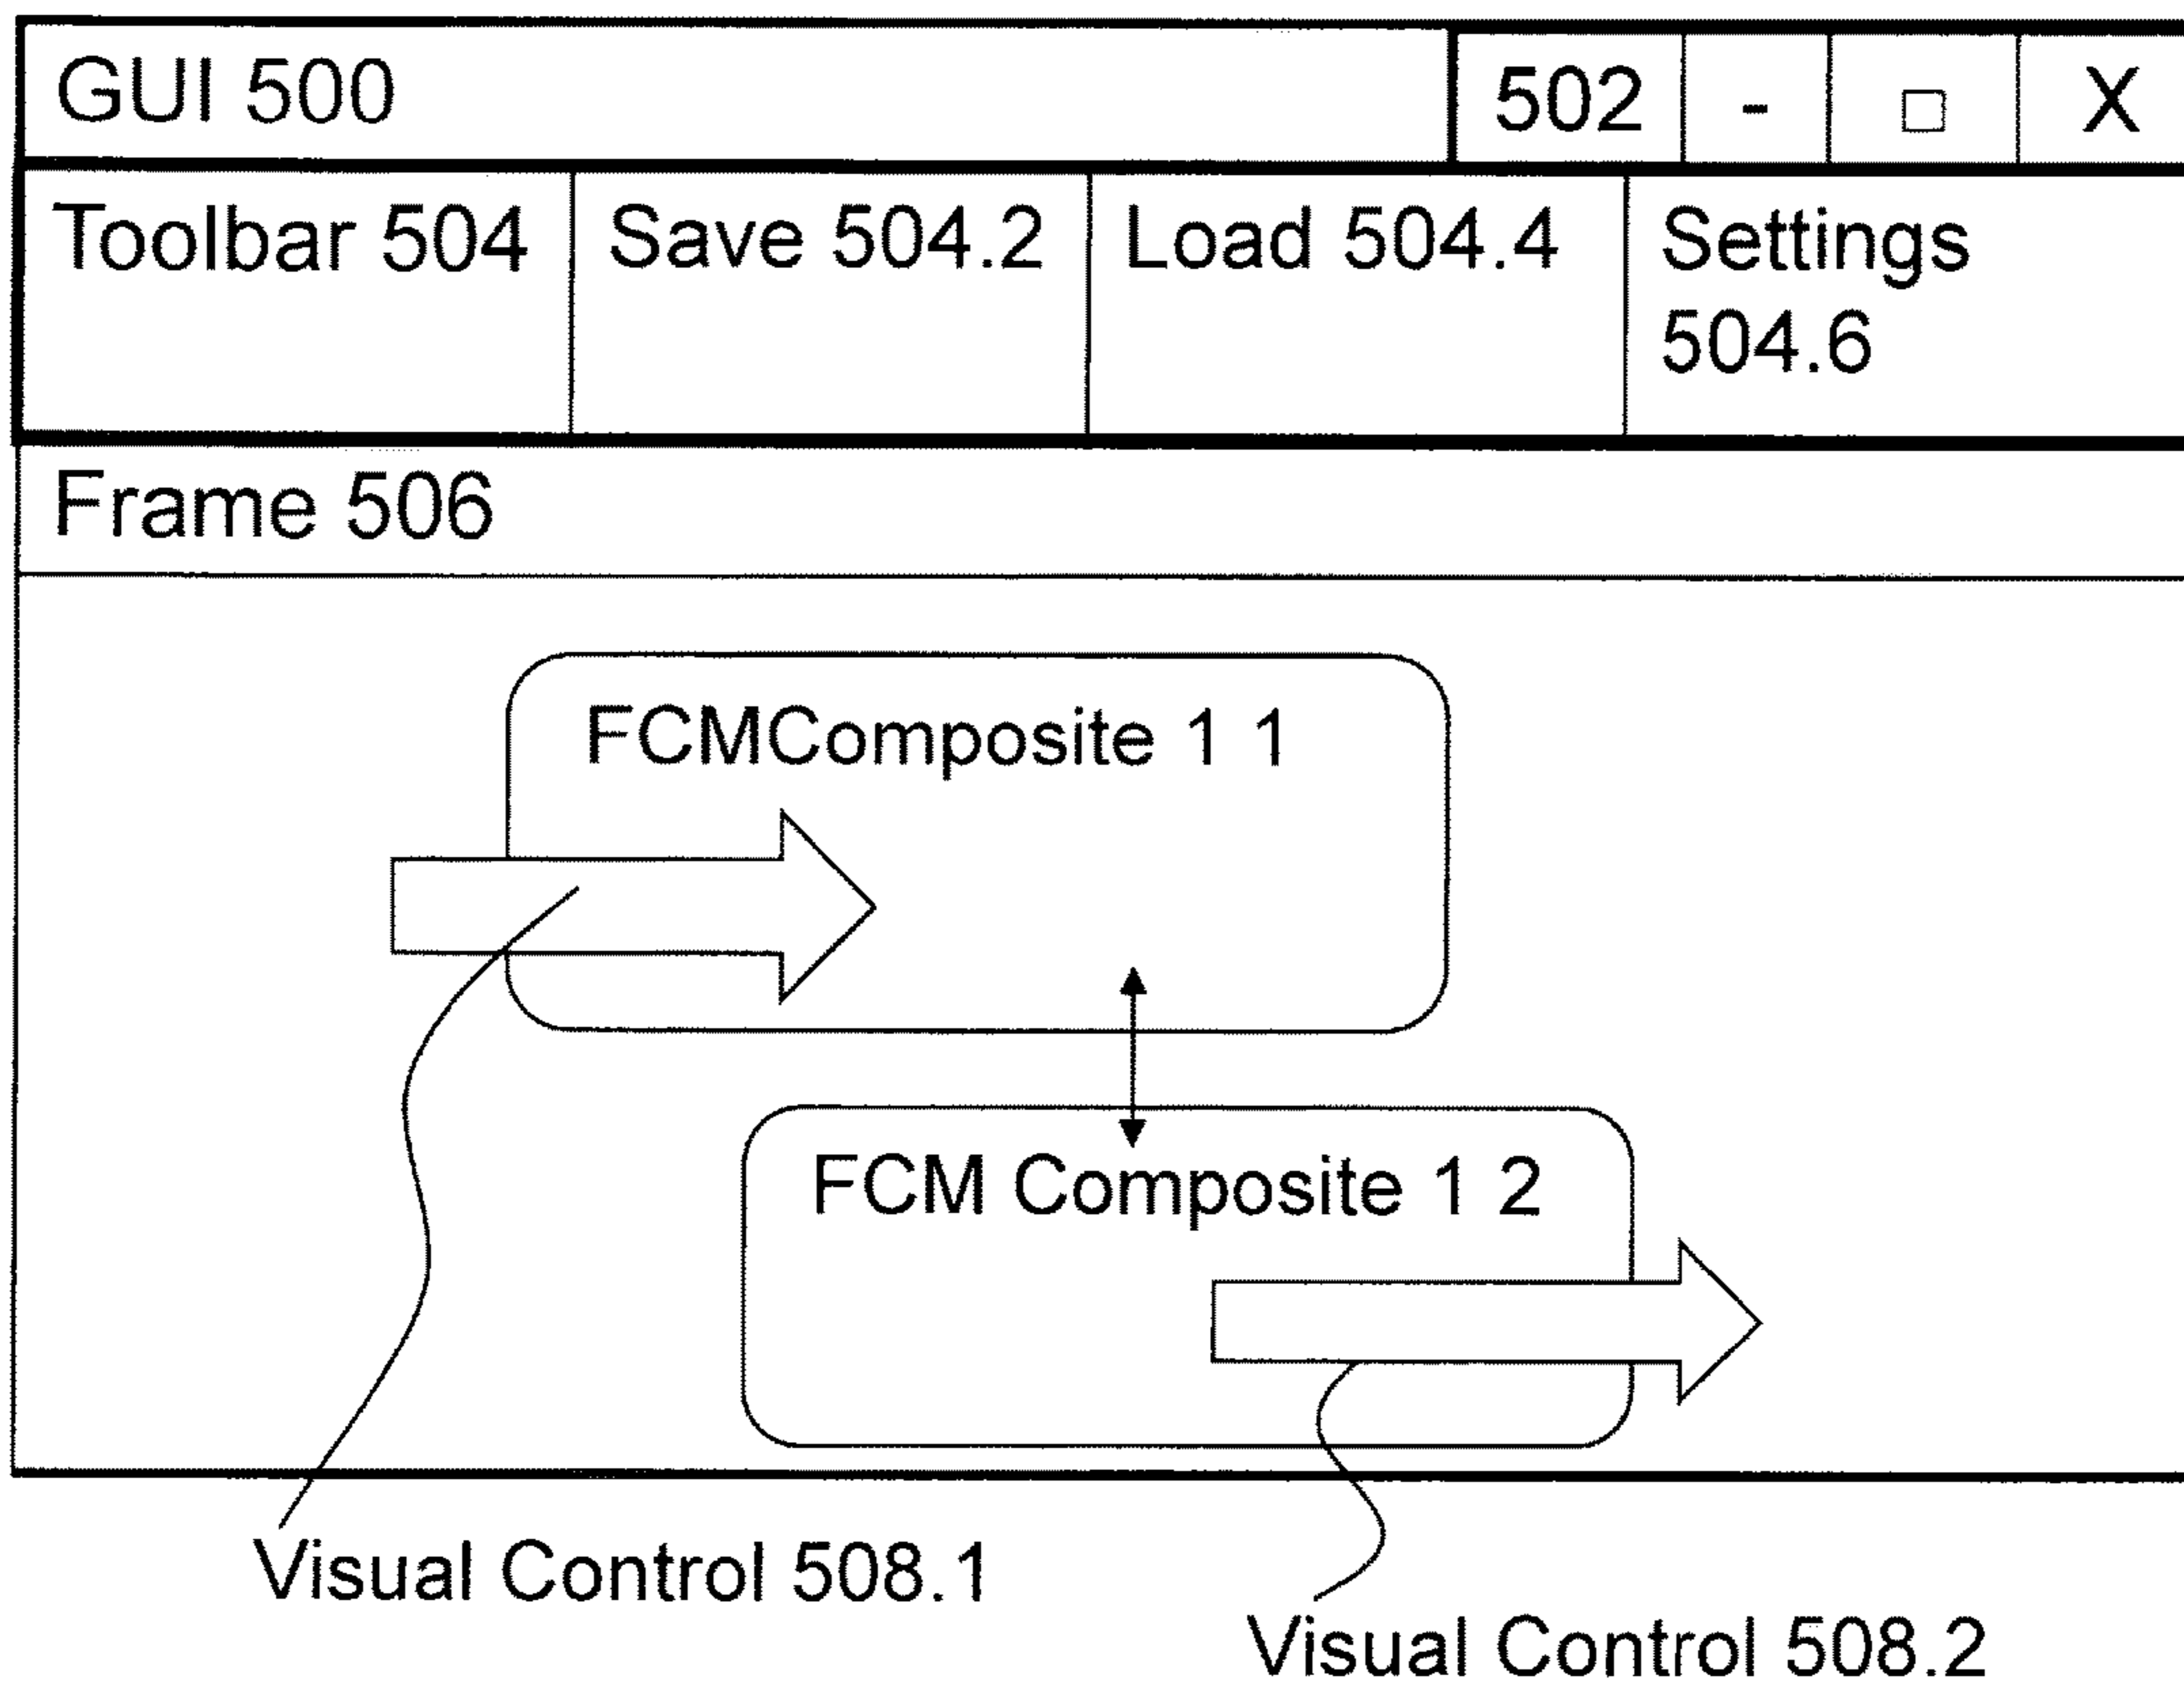 GUI 500
502
-
□
X
Toolbar 504
Save 504.2
Load 504.4
Settings
504.6
Frame 506
FCMComposite 1 1
FCM Composite 1 2
Visual Control 508.1
Visual Control 508.2